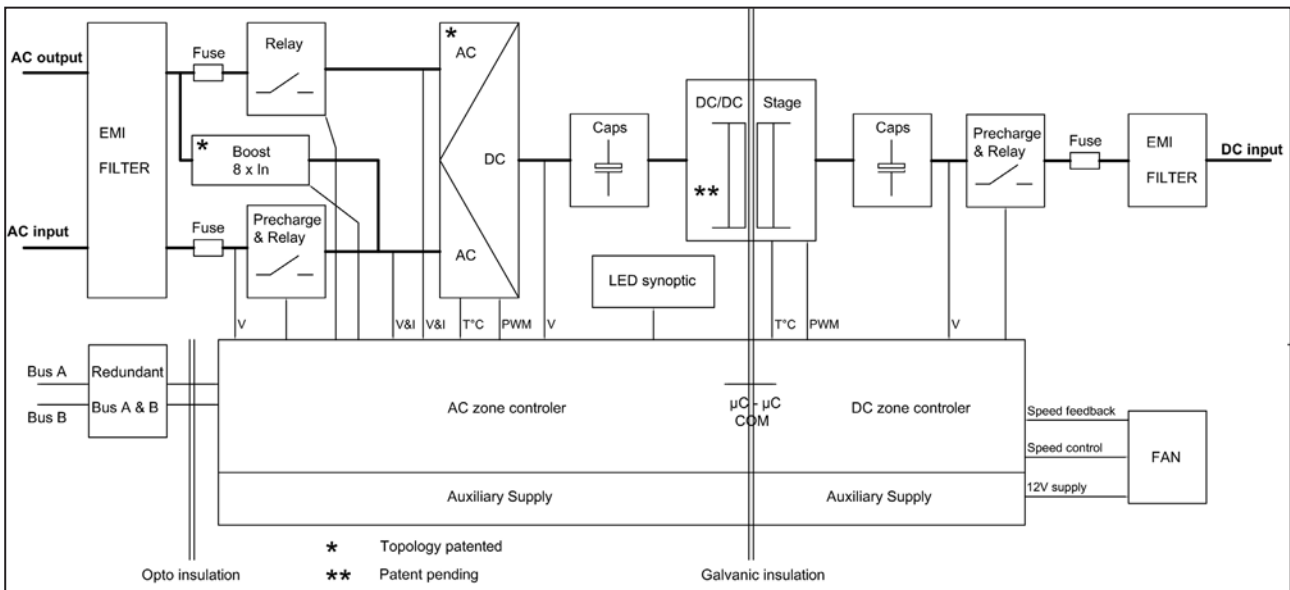 AC output
Fuse
Relay
*
AC
EMI
FILTER
*
Boost
8 x In
DC
Caps
DC/DC
Stage
**
Caps
Precharge
& Relay
Fuse
EMI
FILTER
DC input
AC input
Fuse
Precharge
& Relay
AC
LED synoptic
V
V&I
V&I
T°C
PWM
V
T°C
PWM
V
Bus A
Bus B
Redundant
Bus A & B
AC zone controler
µC - µC
COM
DC zone controler
Speed feedback
Speed control
12V supply
FAN
Auxiliary Supply
Auxiliary Supply
* Topology patented
** Patent pending
Opto insulation
Galvanic insulation